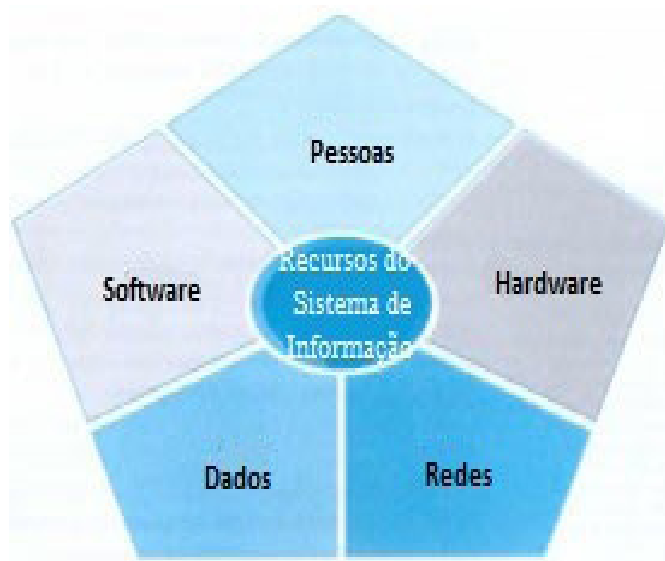 Pessoas
Software
Recursos do
Sistema de
Informação
Hardware
Dados
Redes